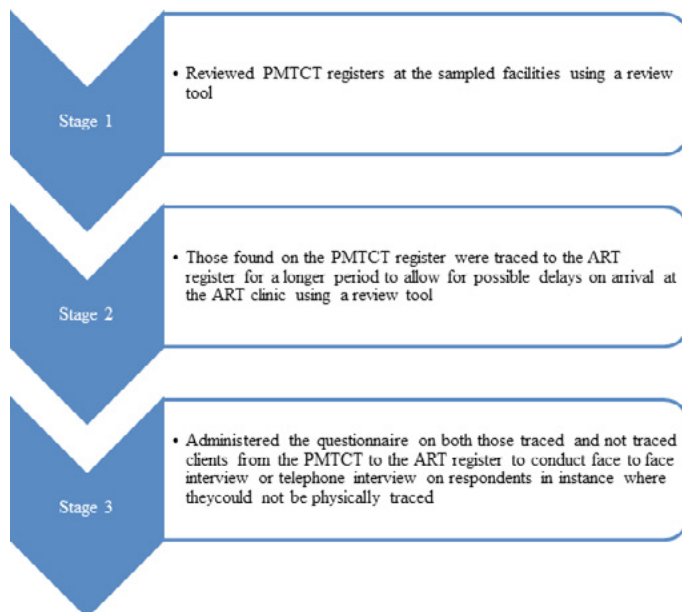 Stage 1
• Reviewed PMTCT registers at the sampled facilities using a review
tool
Stage 2
• Those found on the PMTCT register were traced to the ART
register for a longer period to allow for possible delays on arrival at
the ART clinic using a review tool
Stage 3
• Administered the questionnaire on both those traced and not traced
clients from the PMTCT to the ART register to conduct face to face
interview or telephone interview on respondents in instance where
theycould not be physically traced